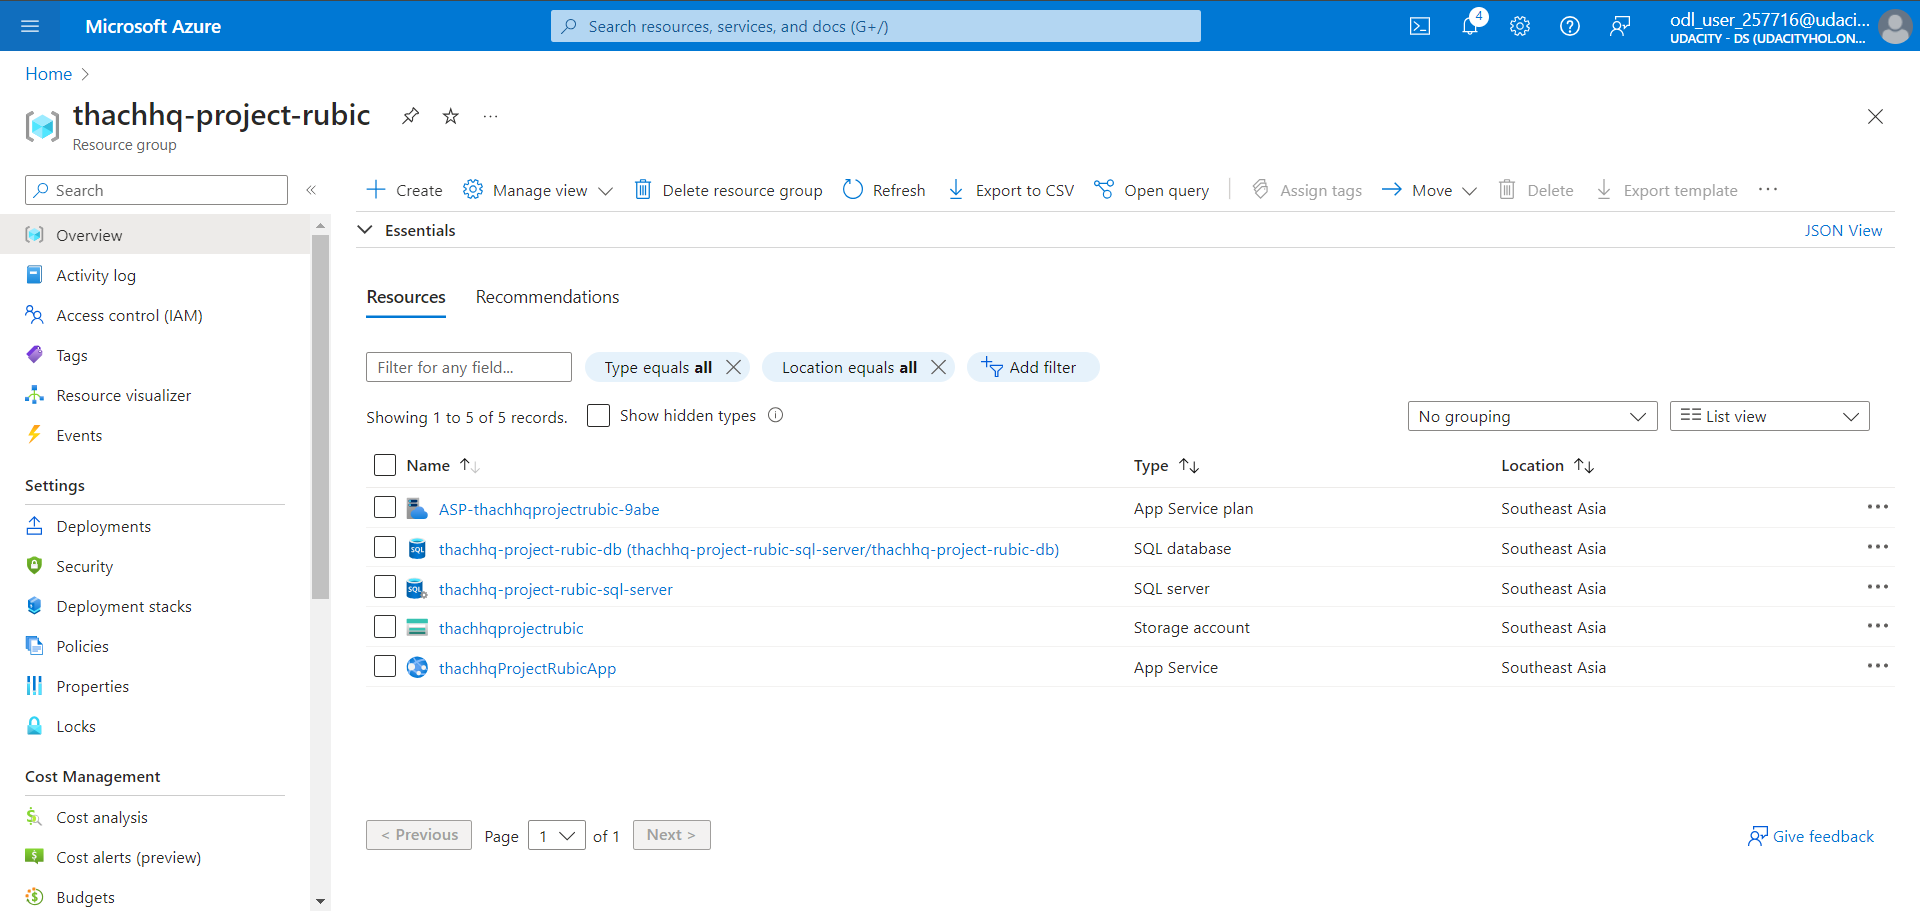 Microsoft Azure
Search resources, services, and docs (G+/)
4
odl_user_257716@udaci...
UDACITY - DS (UDACITYHOL.ON...
Home
thachhq-project-rubic
Resource group
Search
Create
Manage view
Delete resource group
Refresh
Export to CSV
Open query
Assign tags
Move
Delete
Export template
Overview
Activity log
Access control (IAM)
Tags
Resource visualizer
Events
Settings
Deployments
Security
Deployment stacks
Policies
Properties
Locks
Cost Management
Cost analysis
Cost alerts (preview)
Budgets
Essentials
JSON View
Resources
Recommendations
Filter for any field...
Type equals all
Location equals all
Add filter
Showing 1 to 5 of 5 records.
Show hidden types
No grouping
List view
Name
Type
Location
ASP-thachhqprojectrubic-9abe
App Service plan
Southeast Asia
SQL
thachhq-project-rubic-db (thachhq-project-rubic-sql-server/thachhq-project-rubic-db)
SQL database
Southeast Asia
SQL
thachhq-project-rubic-sql-server
SQL server
Southeast Asia
thachhqprojectrubic
Storage account
Southeast Asia
thachhqProjectRubicApp
App Service
Southeast Asia
< Previous
Page
1
of 1
Next >
Give feedback